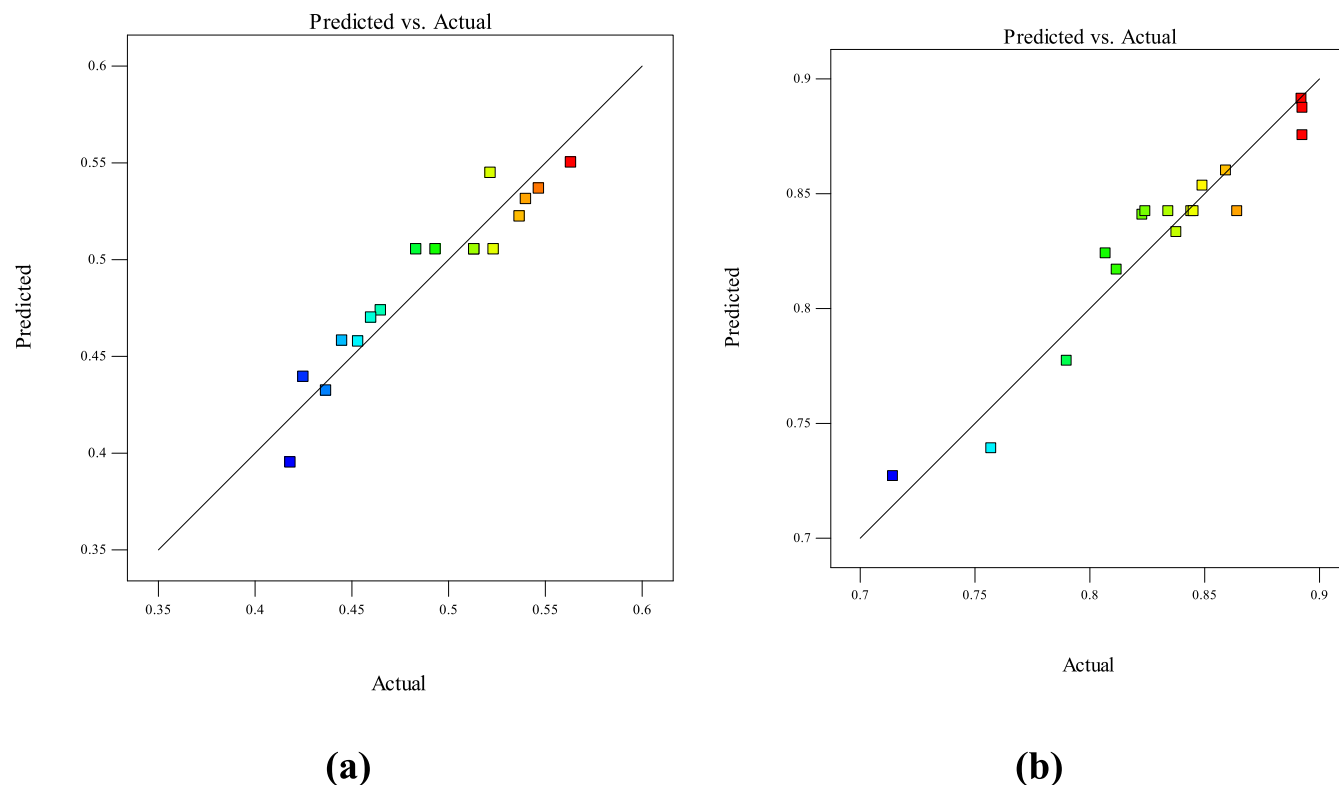 Predicted vs. Actual
0.6
0.55
0.5
0.45
0.4
0.35
Predicted
0.35 0.4 0.45 0.5 0.55 0.6
Actual
(a)
Predicted vs. Actual
0.9
0.85
0.8
0.75
0.7
Predicted
0.7 0.75 0.8 0.85 0.9
Actual
(b)